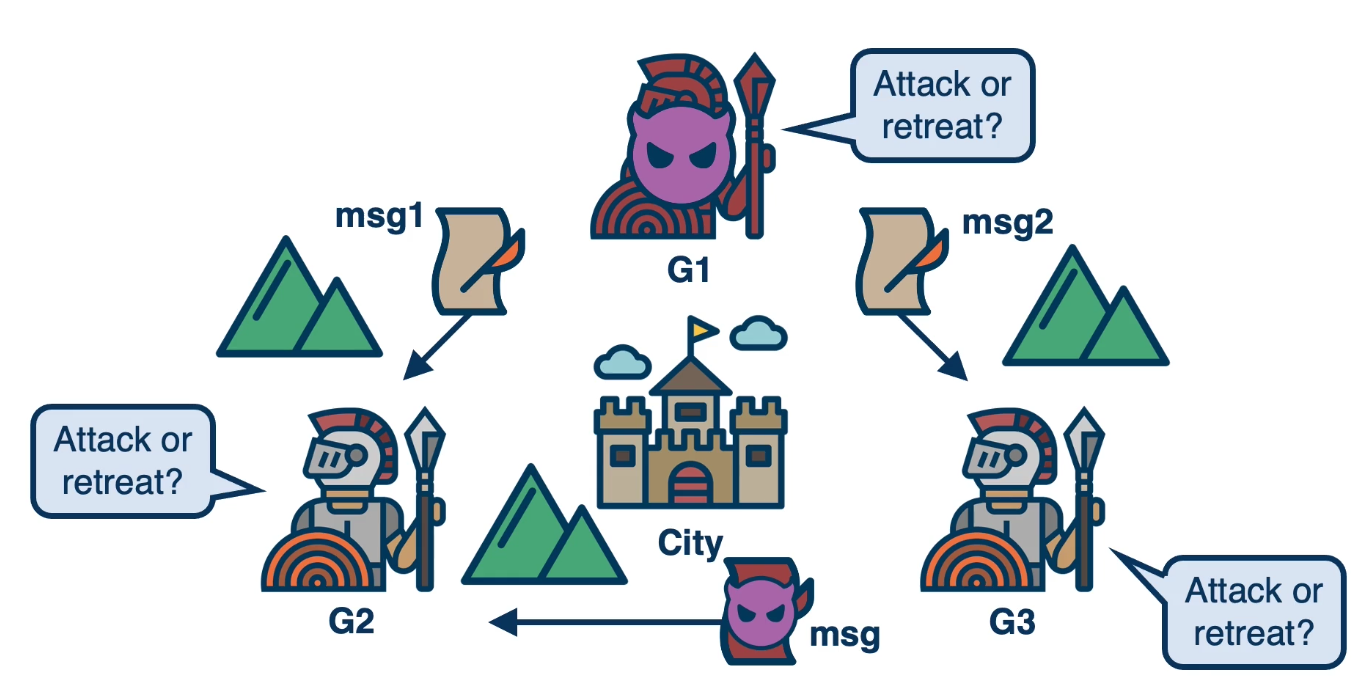 Attack or
retreat?
msg1
msg2
G1
Attack or
retreat?
City
G2
msg
G3
Attack or
retreat?